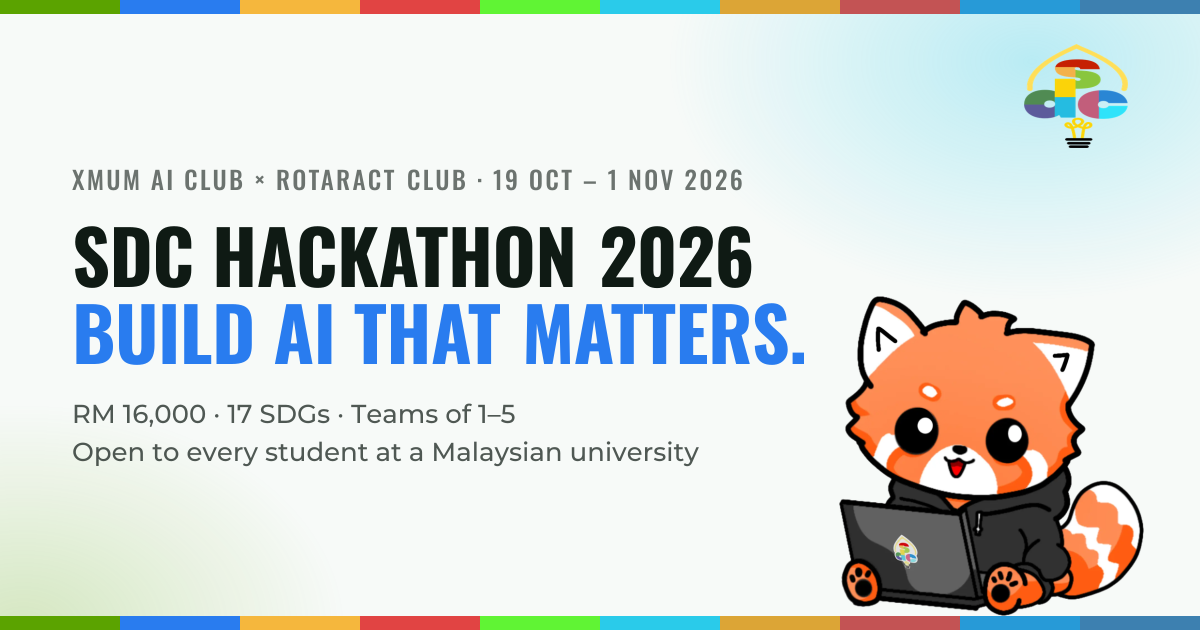 sdc
XMUM AI CLUB × ROTARACT CLUB · 19 OCT – 1 NOV 2026
SDC HACKATHON 2026
BUILD AI THAT MATTERS.
RM 16,000 · 17 SDGs · Teams of 1–5
Open to every student at a Malaysian university